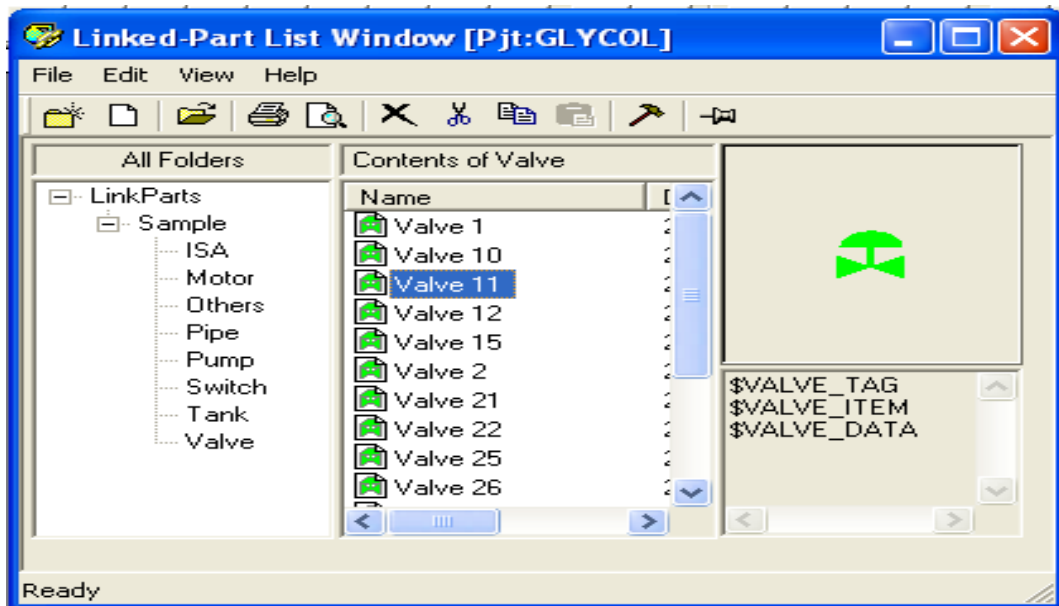 Linked-Part List Window [Pjt:GLYCOL]
File Edit View Help
All Folders
LinkParts
Sample
ISA
Motor
Others
Pipe
Pump
Switch
Tank
Valve
Contents of Valve
Name
Valve 1
Valve 10
Valve 11
Valve 12
Valve 15
Valve 2
Valve 21
Valve 22
Valve 25
Valve 26
$VALVE_TAG
$VALVE_ITEM
$VALVE_DATA
Ready